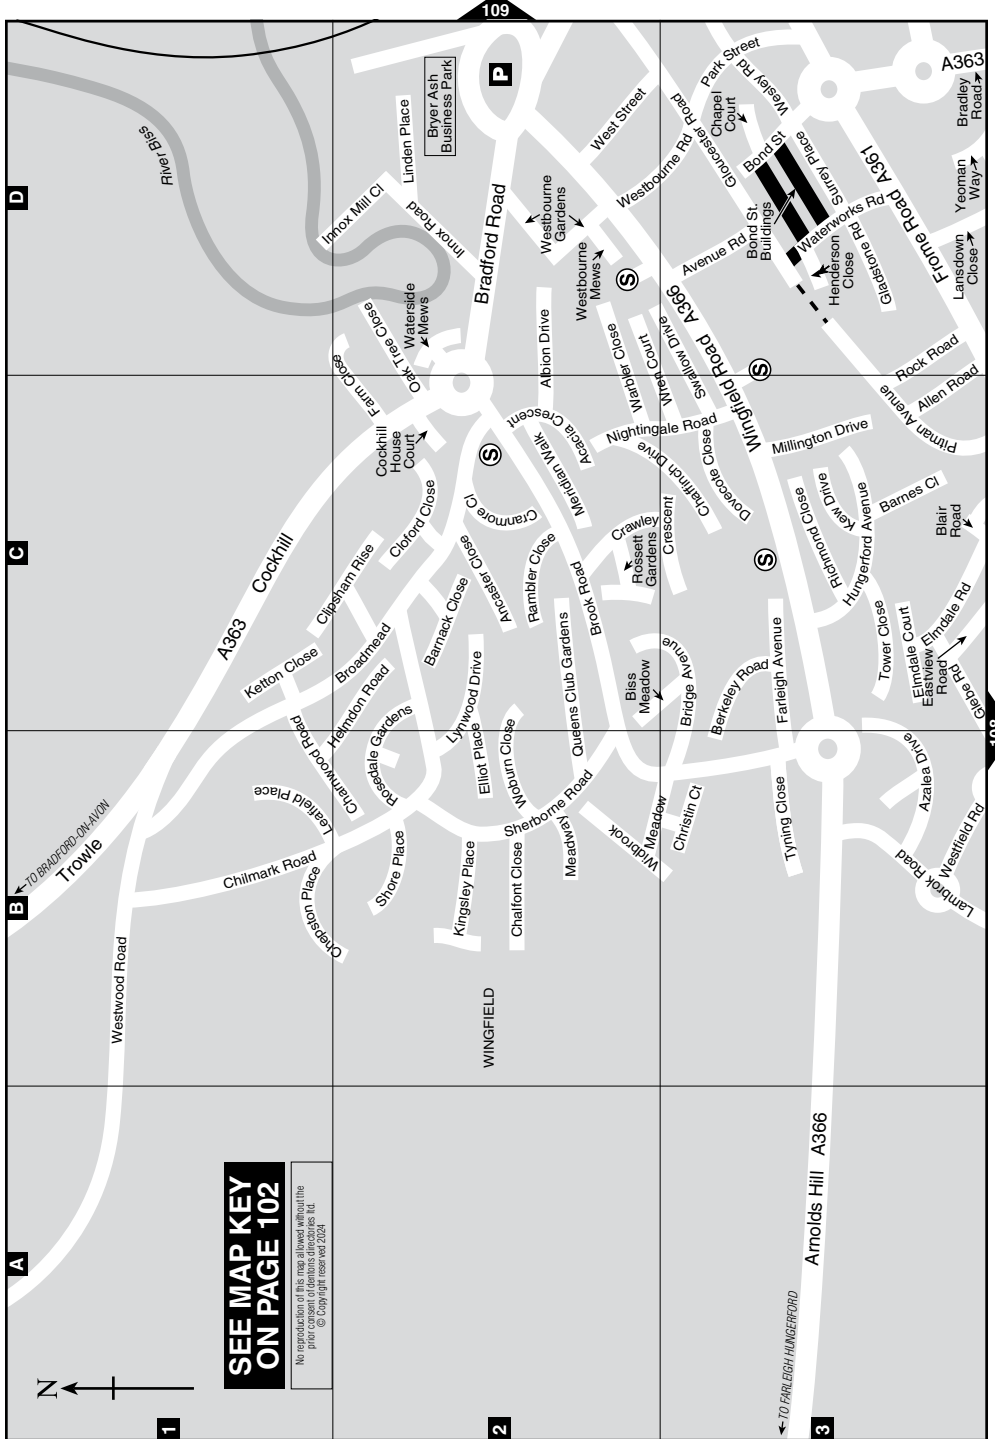 109
A
B
C
D
1
2
3
N
SEE MAP KEY
ON PAGE 102
No reproduction of this map allowed without the
prior consent of dentons directories ltd.
© Copyright reserved 2024
TO BRADFORD-ON-AVON
Trowle
Westwood Road
A363
Cockhill
River Biss
Chilmark Road
Chepston Place
Leafield Place
Charnwood Road
Ketton Close
Helmdon Road
Broadmead
Clipsham Rise
Cloford Close
Rosedale Gardens
Shore Place
Kingsley Place
Chalfont Close
WINGFIELD
Barnack Close
Ancaster Close
Cranmore Cl
Rambler Close
Lynwood Drive
Elliot Place
Woburn Close
Queens Club Gardens
Sherborne Road
Meadway
Widbrook
Meadow
Christin Ct
Brook Road
Biss
Meadow
Bridge Avenue
Berkeley Road
Farleigh Avenue
Tyning Close
Cockhill
House
Court
Farm Close
Oak Tree Close
Waterside
Mews
Innox Mill Cl
Innox Road
Linden Place
Bryer Ash
Business Park
P
Bradford Road
Westbourne
Gardens
Westbourne
Mews
Albion Drive
Acacia Crescent
Meridian Walk
S
S
S
S
Warbler Close
Wren Court
Swallow Drive
Nightingale Road
Chaffinch Drive
Dovecote Close
Crawley
Crescent
Rossett
Gardens
West Street
Westbourne Rd
Gloucester Road
Park Street
Wesley Rd
Chapel
Court
Bond St
Bond St.
Buildings
Surrey Place
Waterworks Rd
Henderson
Close
Gladstone Rd
Avenue Rd
Wingfield Road A366
Frome Road A361
A363
Bradley
Road
Yeoman
Way
Lansdown
Close
Rock Road
Allen Road
Pitman Avenue
Millington Drive
Richmond Close
Kew Drive
Hungerford Avenue
Barnes Cl
Blair
Road
Tower Close
Elmdale Court
Elmdale Rd
Eastview
Road
Glebe Rd
Azalea Drive
Westfield Rd
Lambrok Road
Arnolds Hill A366
TO FARLEIGH HUNGERFORD